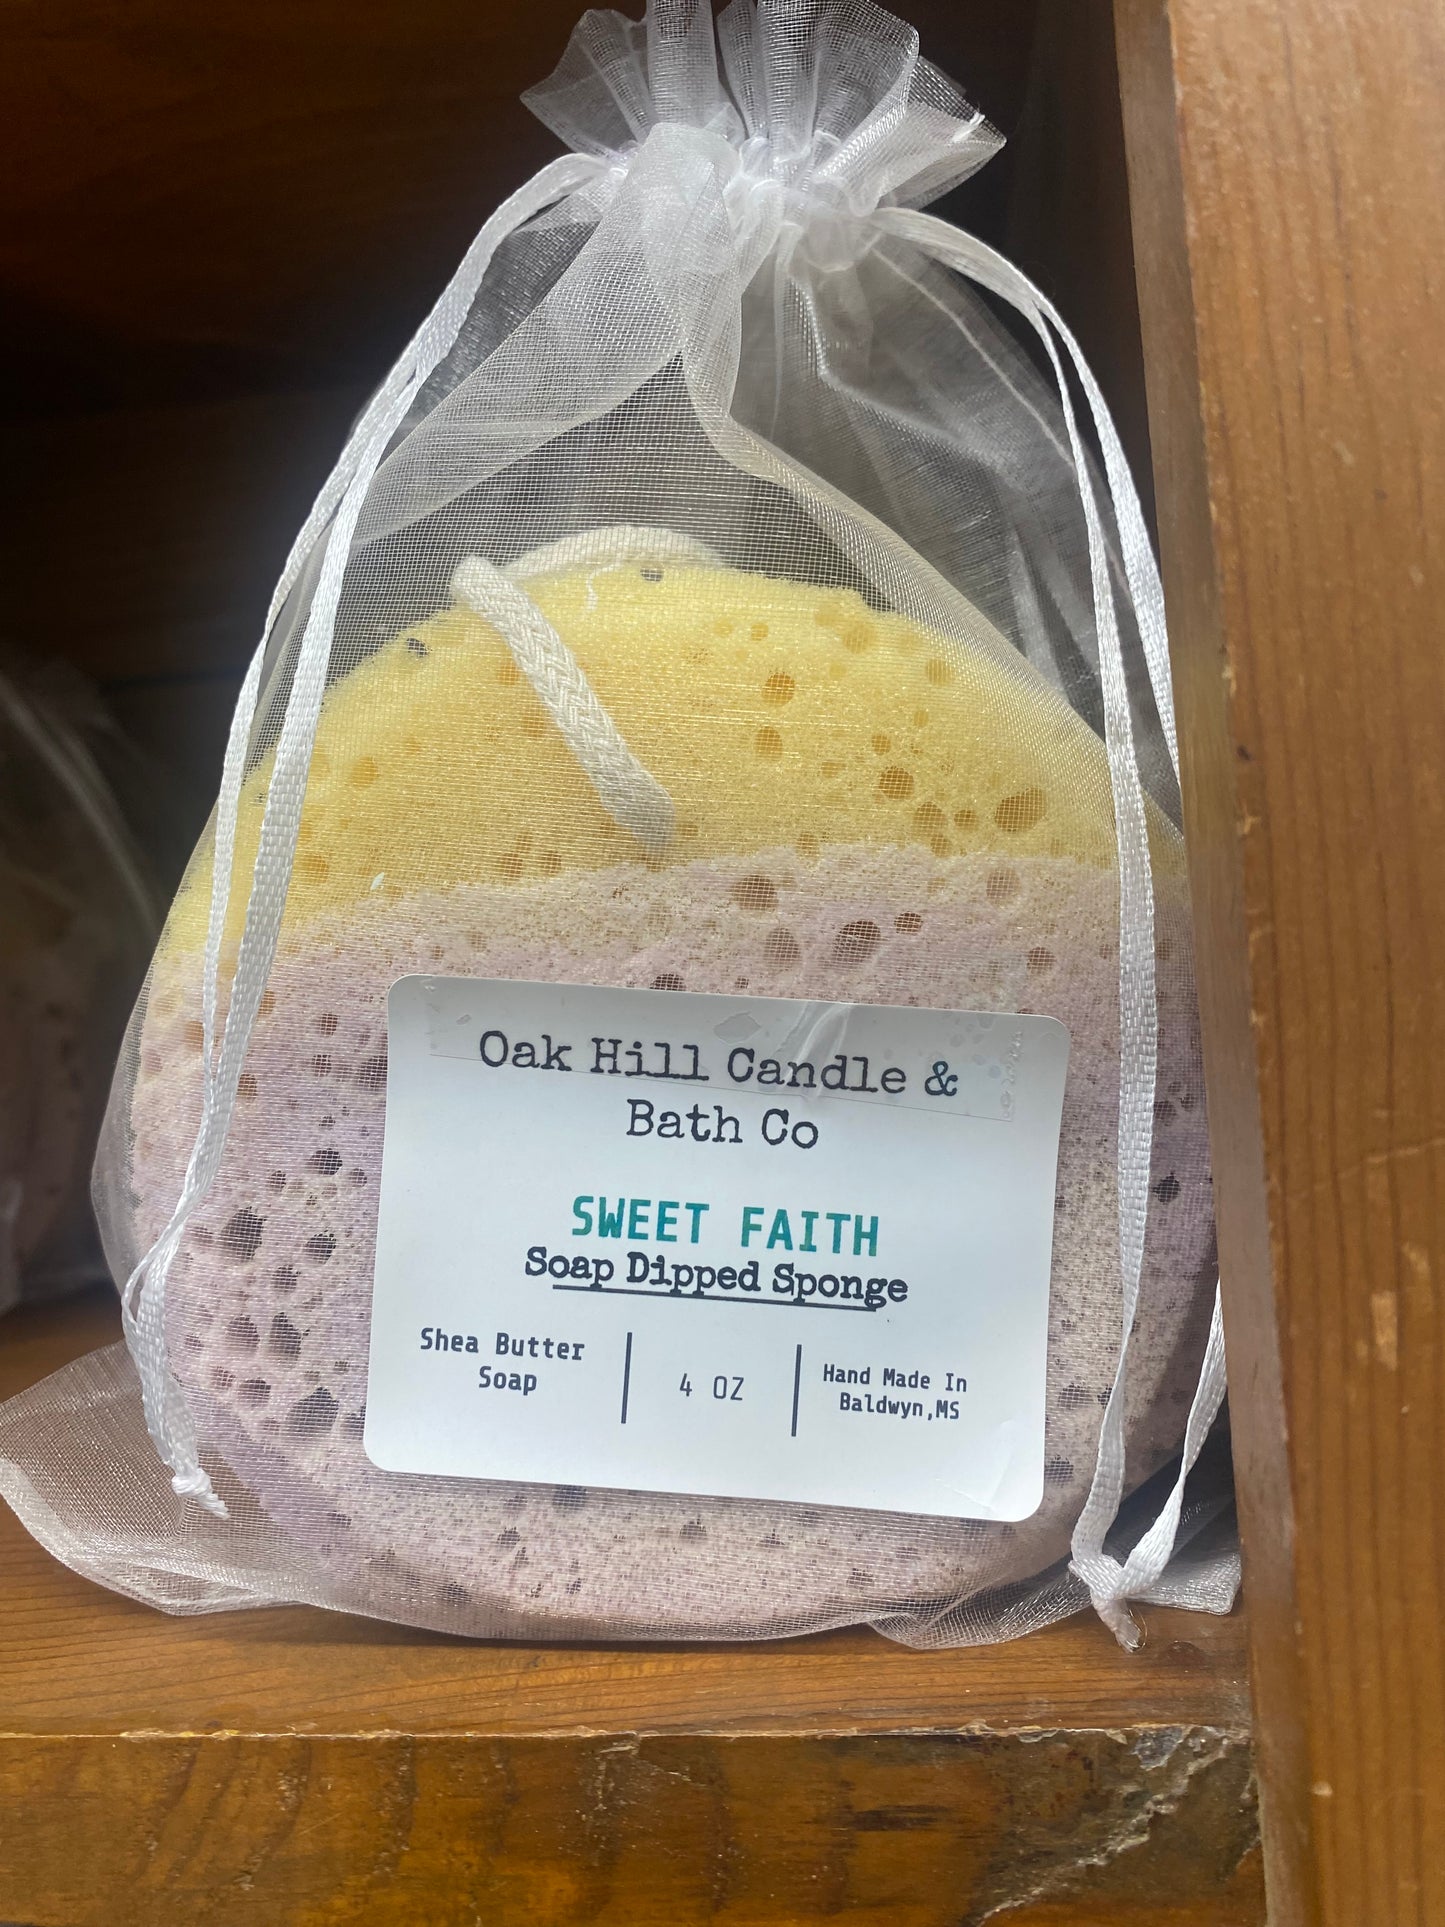 Oak Hill Candle &
Bath Co
SWEET FAITH
Soap Dipped Sponge
Shea Butter
Soap
4 OZ
Hand Made In
Baldwyn,MS